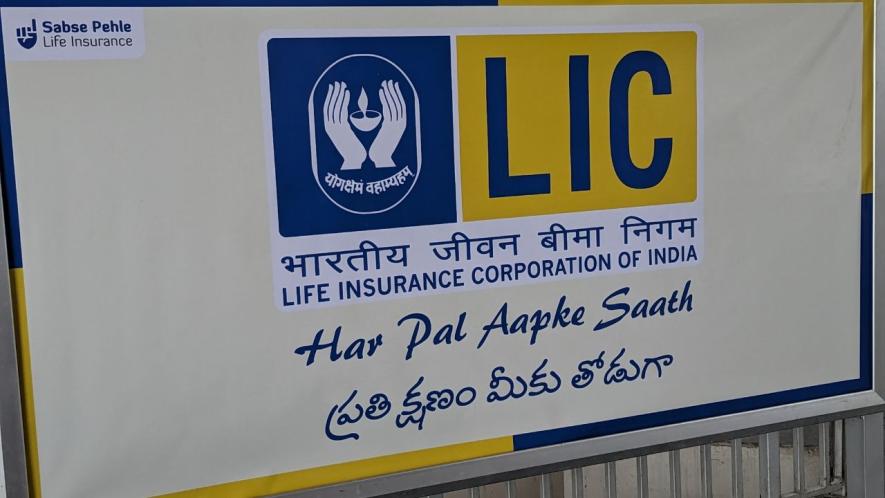 Sabse Pehle
Life Insurance
LIC
योगक्षेमं वहाम्यहम्
भारतीय जीवन बीमा निगम
LIFE INSURANCE CORPORATION OF INDIA
Har Pal Aapke Saath
ప్రతి క్షణం మీకు తోడుగా